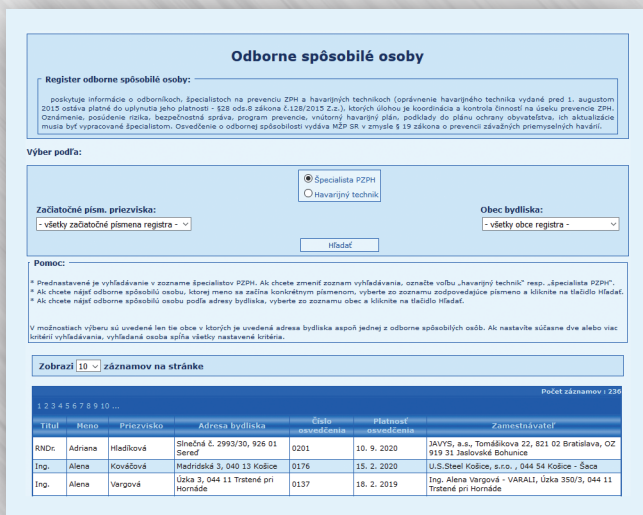 Odborne spôsobilé osoby
Register odborne spôsobilé osoby:
poskytuje informácie o odborníkoch, špecialistoch na prevenciu ZPH a havarijných technikoch (oprávnenie havarijného technika vydané pred 1. augustom
2015 ostáva platné do uplynutia jeho platnosti - §28 ods.8 zákona č.128/2015 Z.z.), ktorých úlohou je koordinácia a kontrola činností na úseku prevencie ZPH.
Oznámenie, posúdenie rizika, bezpečnostná správa, program prevencie, vnútorný havarijný plán, podklady do plánu ochrany obyvateľstva, ich aktualizácie
musia byť vypracované špecialistom. Osvedčenie o odbornej spôsobilosti vydáva MŽP SR v zmysle § 19 zákona o prevencii závažných priemyselných havárií.
Výber podľa:
Špecialista PZPH
Havarijný technik
Začiatočné písm. priezviska: Obec bydliska:
- všetky začiatočné písmena registra - - všetky obce registra -
Hľadať
Pomoc:
* Prednastavené je vyhľadávanie v zozname špecialistov PZPH. Ak chcete zmeniť zoznam vyhľadávania, označte voľbu „havarijný technik" resp. „špecialista PZPH".
* Ak chcete nájsť odborne spôsobilú osobu, ktorej meno sa začína konkrétnym písmenom, vyberte zo zoznamu zodpovedajúce písmeno a kliknite na tlačidlo Hľadať.
* Ak chcete nájsť odborne spôsobilú osobu podľa adresy bydliska, vyberte zo zoznamu obec a kliknite na tlačidlo Hľadať.
V možnostiach výberu sú uvedené len tie obce v ktorých je uvedená adresa bydliska aspoň jednej z odborne spôsobilých osôb. Ak nastavíte súčasne dve alebo viac
kritérií vyhľadávania, vyhľadaná osoba spĺňa všetky nastavené kritéria.
Zobrazi 10 záznamov na stránke
Počet záznamov : 236
1 2 3 4 5 6 7 8 9 10 ...
Titul Meno Priezvisko Adresa bydliska Číslo osvedčenia Platnosť osvedčenia Zamestnávateľ
RNDr. Adriana Hladíková Slnečná č. 2993/30, 926 01 Sereď 0201 10. 9. 2020 JAVYS, a.s., Tomášikova 22, 821 02 Bratislava, OZ 919 31 Jaslovské Bohunice
Ing. Alena Kováčová Madridská 3, 040 13 Košice 0176 15. 2. 2020 U.S.Steel Košice, s.r.o. , 044 54 Košice - Šaca
Ing. Alena Vargová Úzka 3, 044 11 Trstené pri Hornáde 0137 18. 2. 2019 Ing. Alena Vargová - VARALI, Úzka 350/3, 044 11 Trstené pri Hornáde